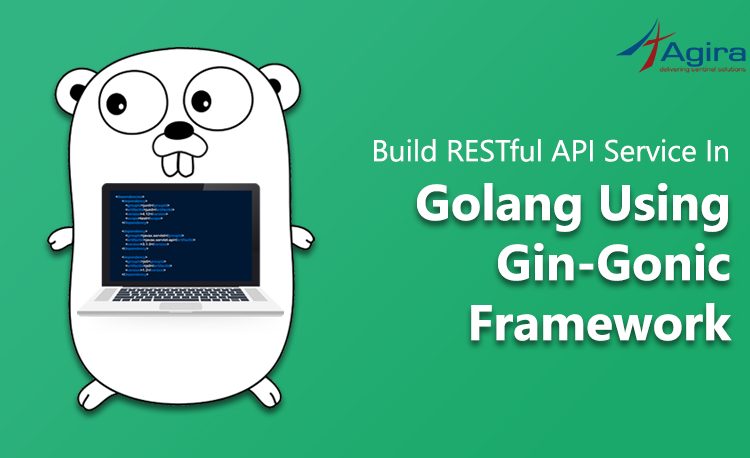 Agira
delivering sentinel solutions
Build RESTful API Service In
Golang Using
Gin-Gonic
Framework